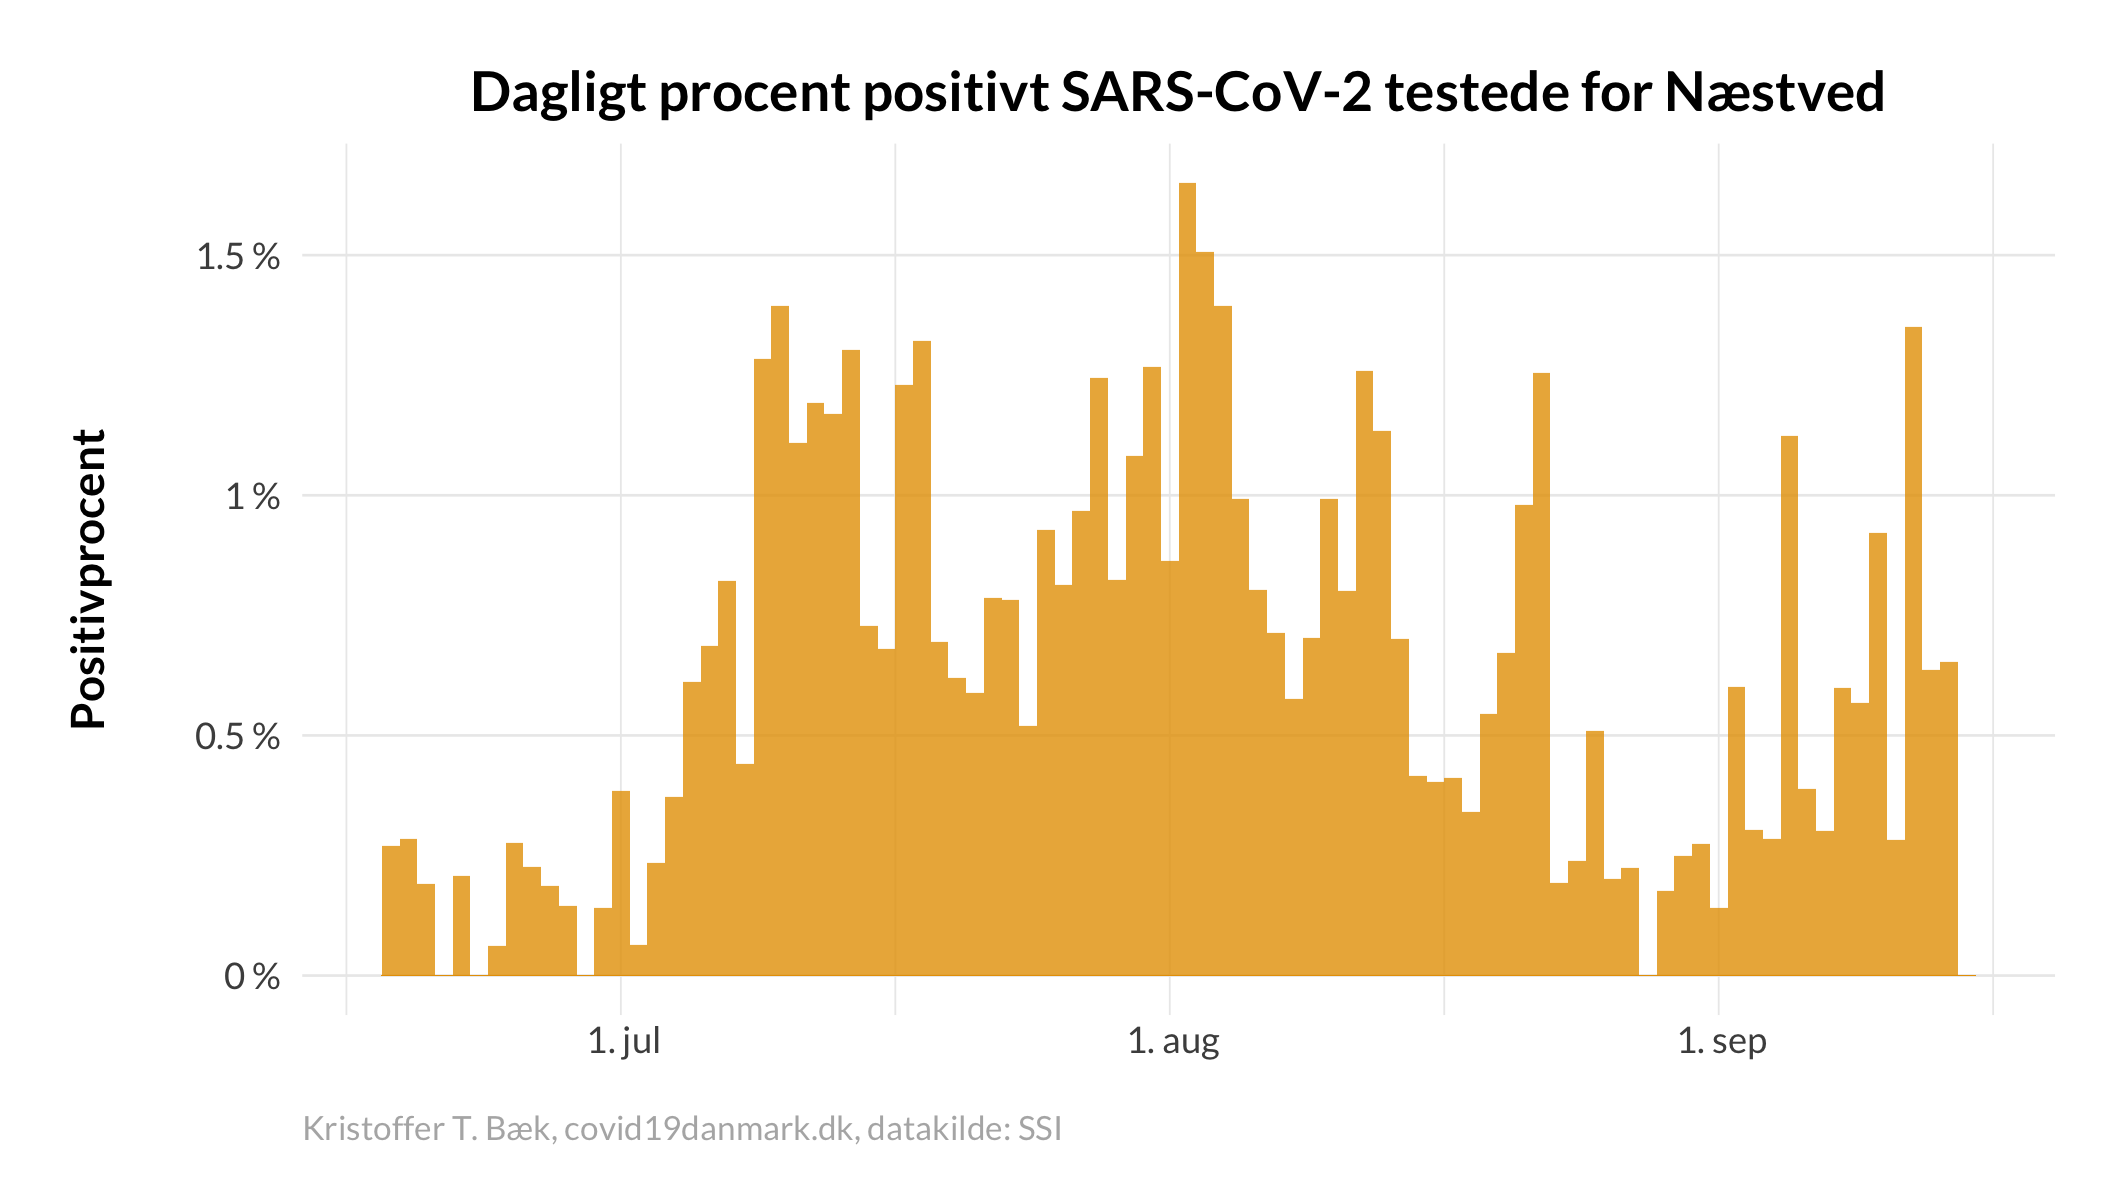 Dagligt procent positivt SARS-CoV-2 testede for Næstved
Positivprocent
1.5 %
1 %
0.5 %
0 %
1. jul
1. aug
1. sep
Kristoffer T. Bæk, covid19danmark.dk, datakilde: SSI